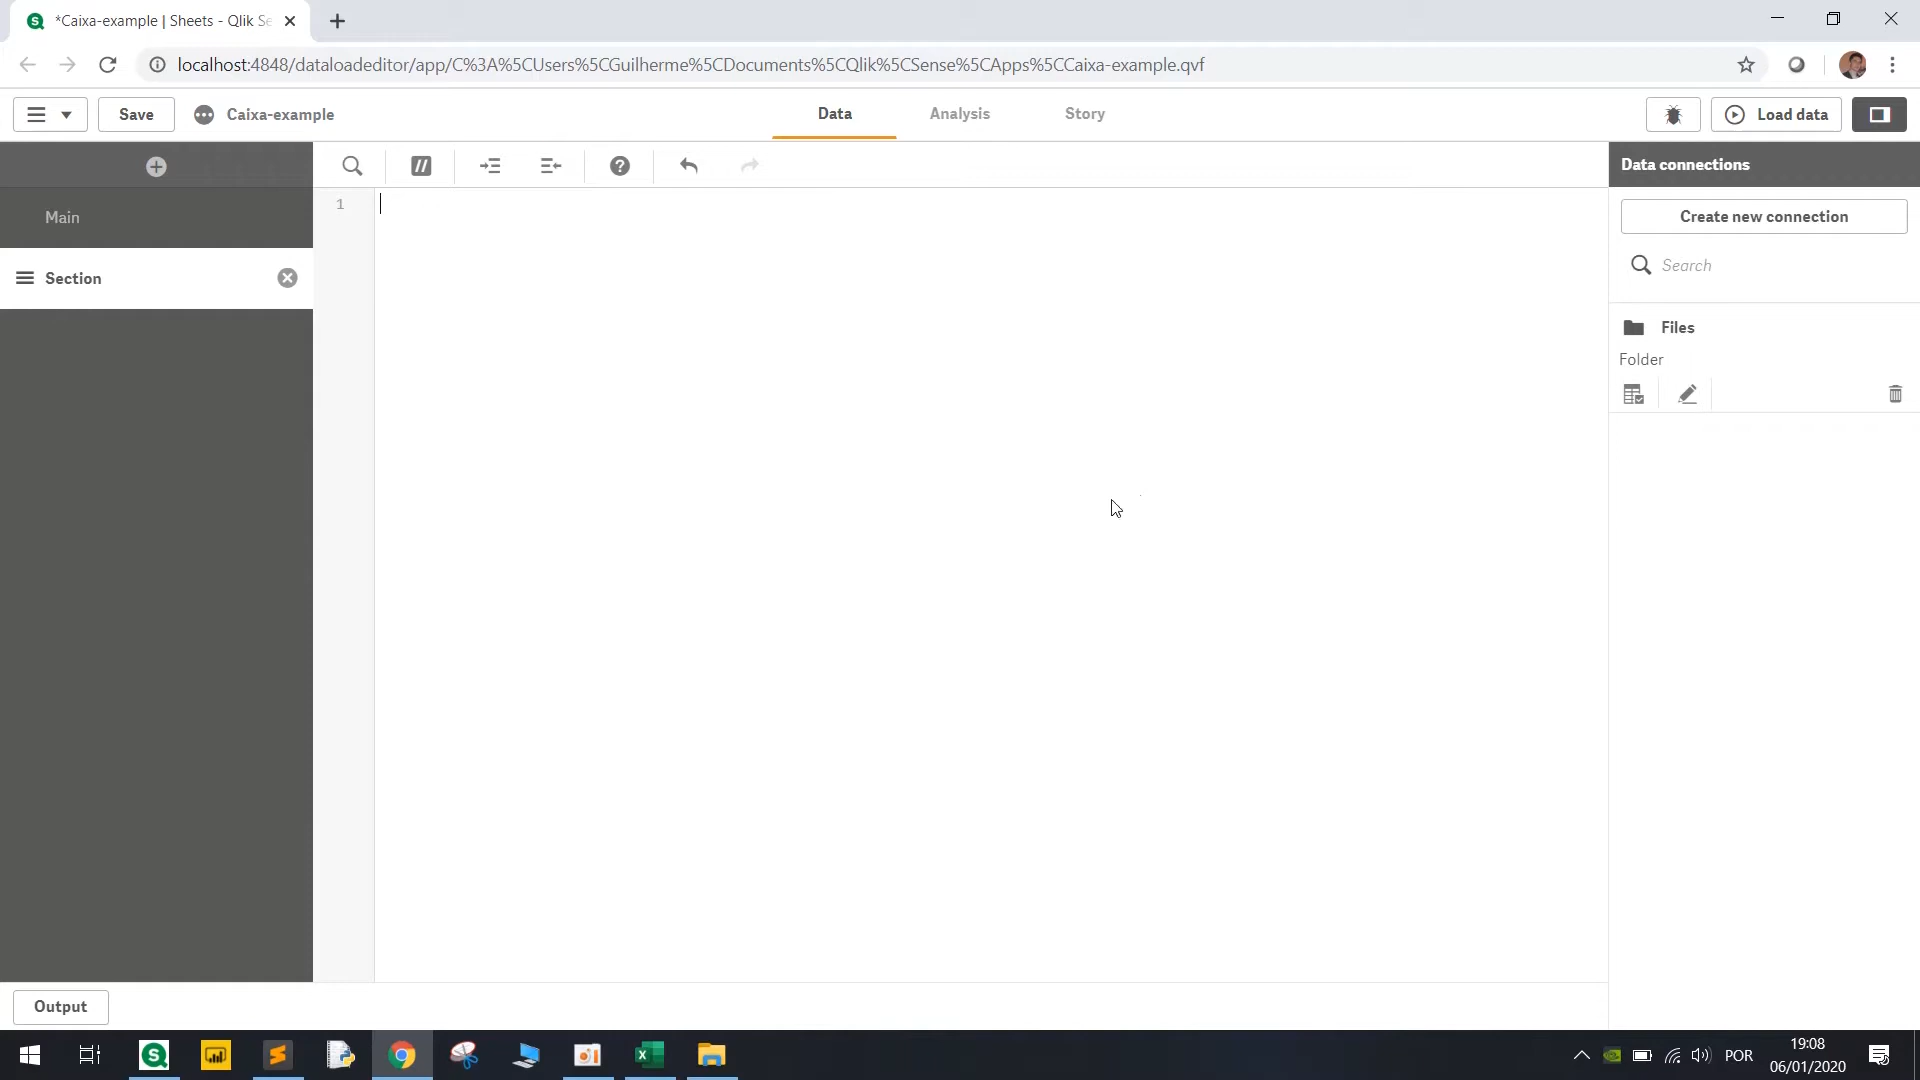 *Caixa-example | Sheets - Qlik Se
localhost:4848/dataloadeditor/app/C%3A%5CUsers%5CGuilherme%5CDocuments%5CQlik%5CSense%5CApps%5CCaixa-example.qvf
Save
Caixa-example
Data
Analysis
Story
Load data
Data connections
Main
1
Create new connection
Search
Section
Files
Folder
Output
POR
19:08
06/01/2020